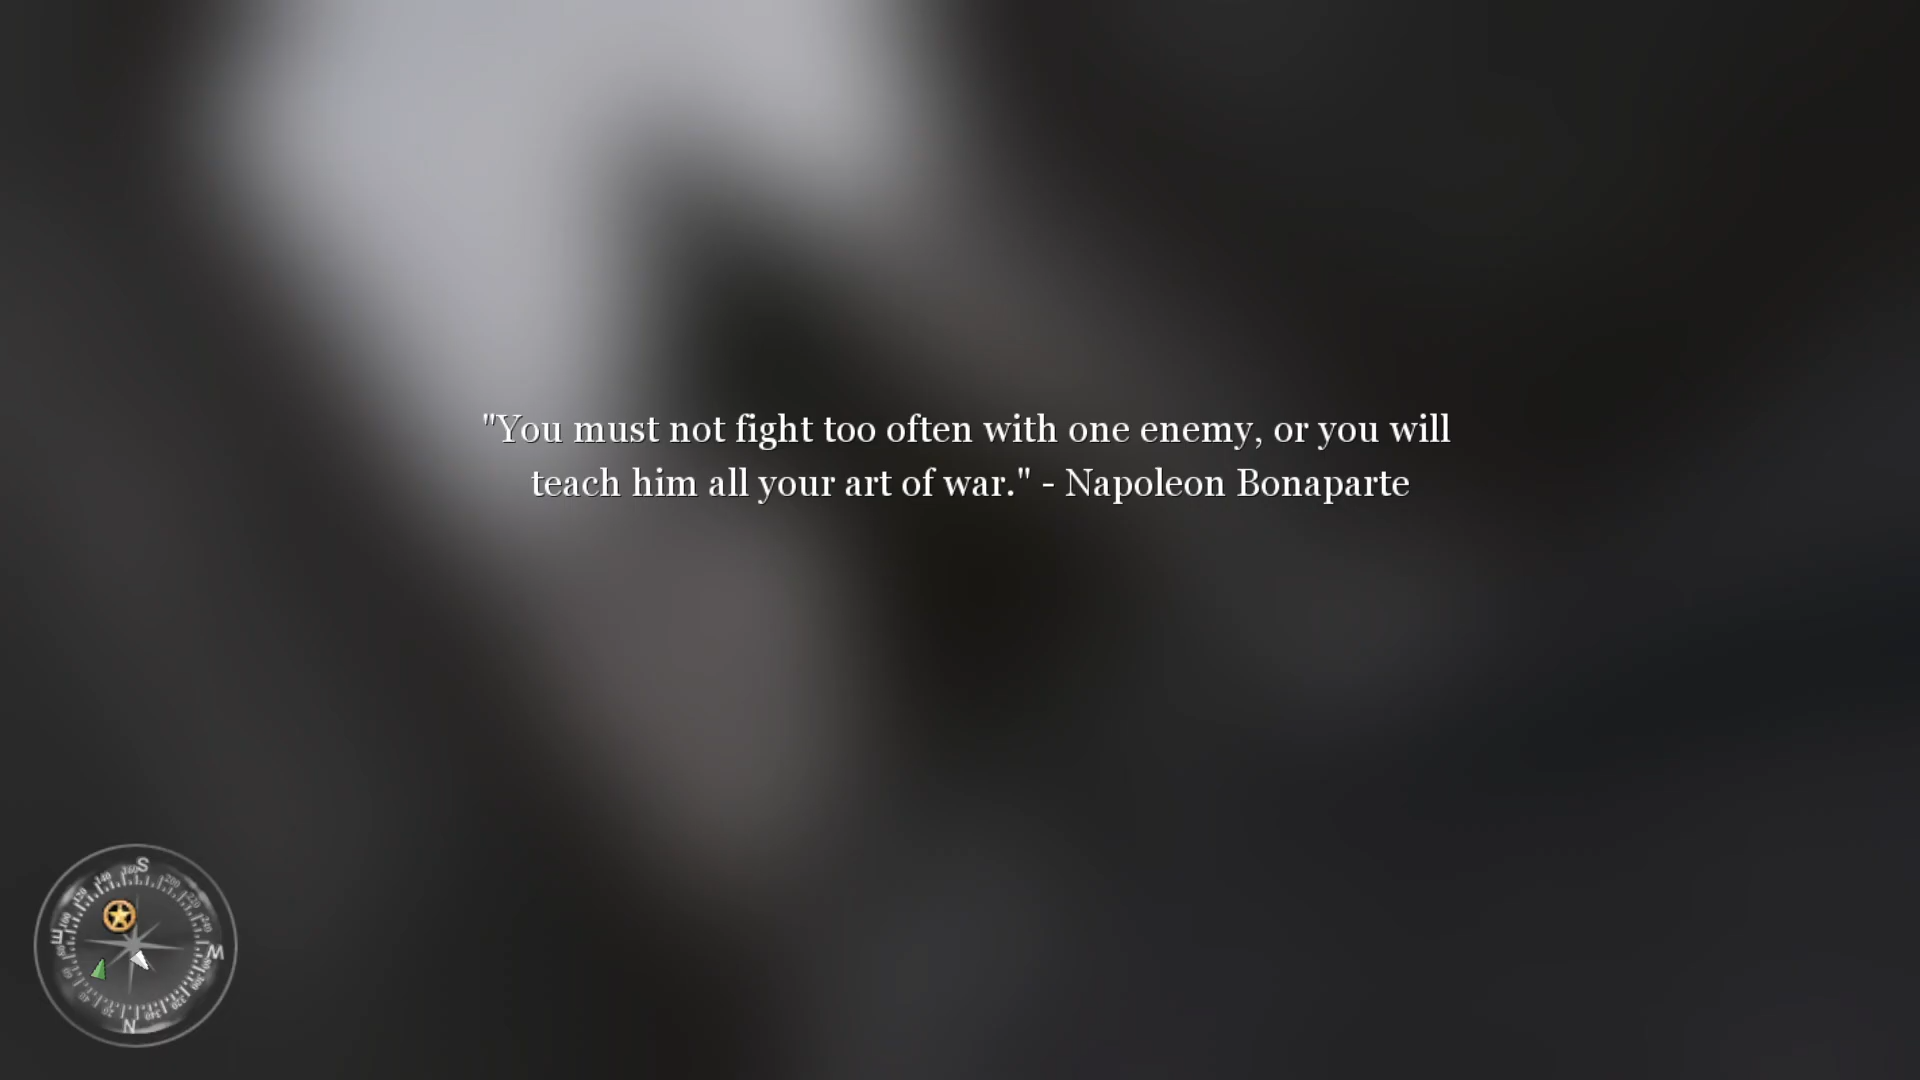 "You must not fight too often with one enemy, or you will
teach him all your art of war." - Napoleon Bonaparte
S
E
W
N